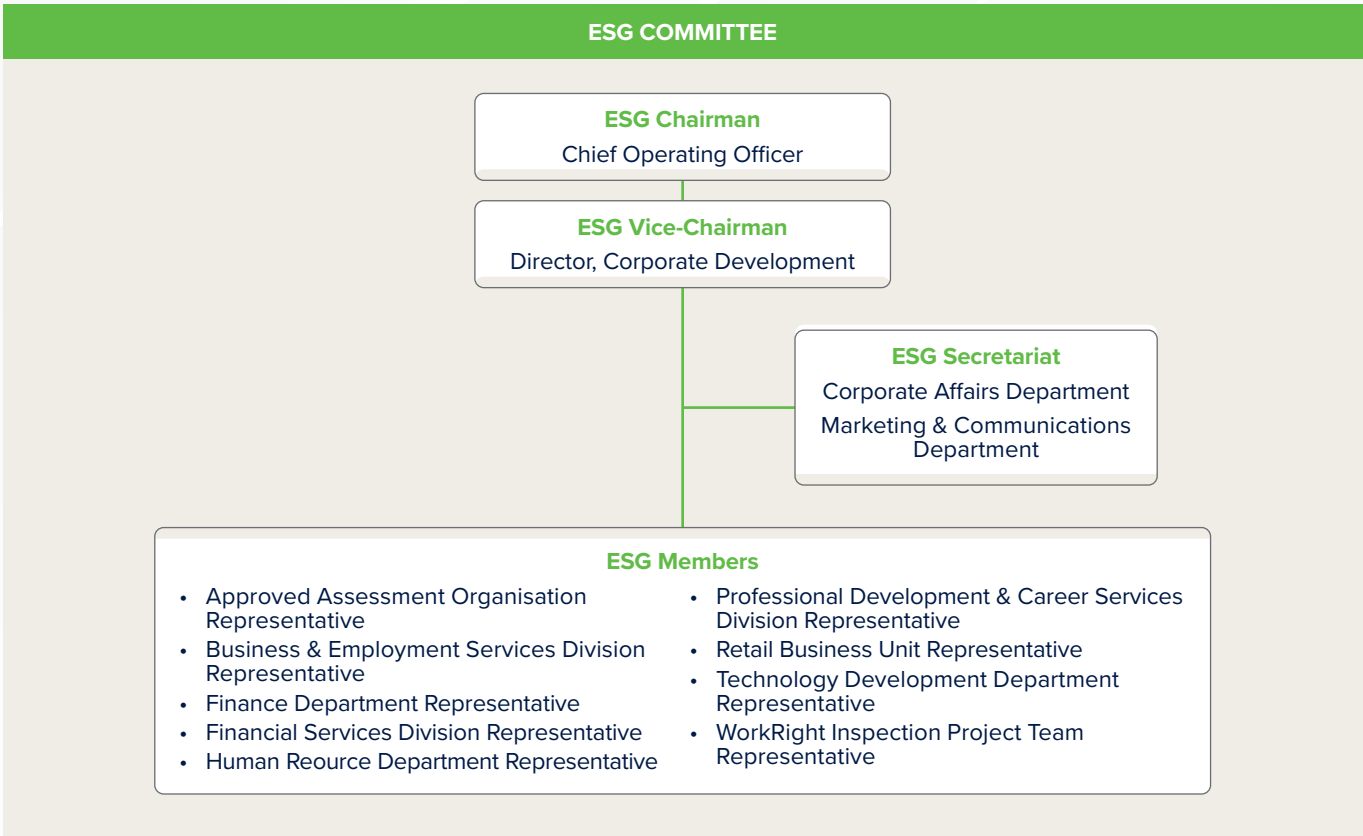 ESG COMMITTEE
ESG Chairman
Chief Operating Officer
ESG Vice-Chairman
Director, Corporate Development
ESG Secretariat
Corporate Affairs Department
Marketing & Communications
Department
ESG Members
• Approved Assessment Organisation
Representative
• Business & Employment Services Division
Representative
• Finance Department Representative
• Financial Services Division Representative
• Human Reource Department Representative
• Professional Development & Career Services
Division Representative
• Retail Business Unit Representative
• Technology Development Department
Representative
• WorkRight Inspection Project Team
Representative